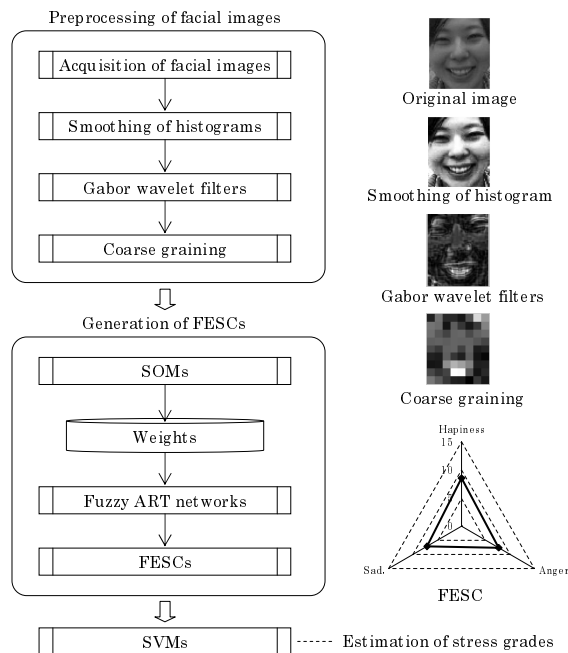 Preprocessing of facial images
Acquisition of facial images
Smoothing of histograms
Gabor wavelet filters
Coarse graining
Generation of FESCs
SOMs
Weights
Fuzzy ART networks
FESCs
SVMs
Estimation of stress grades
Original image
Smoothing of histogram
Gabor wavelet filters
Coarse graining
Hapiness
15
10
5
0
Sad.
Anger
FESC